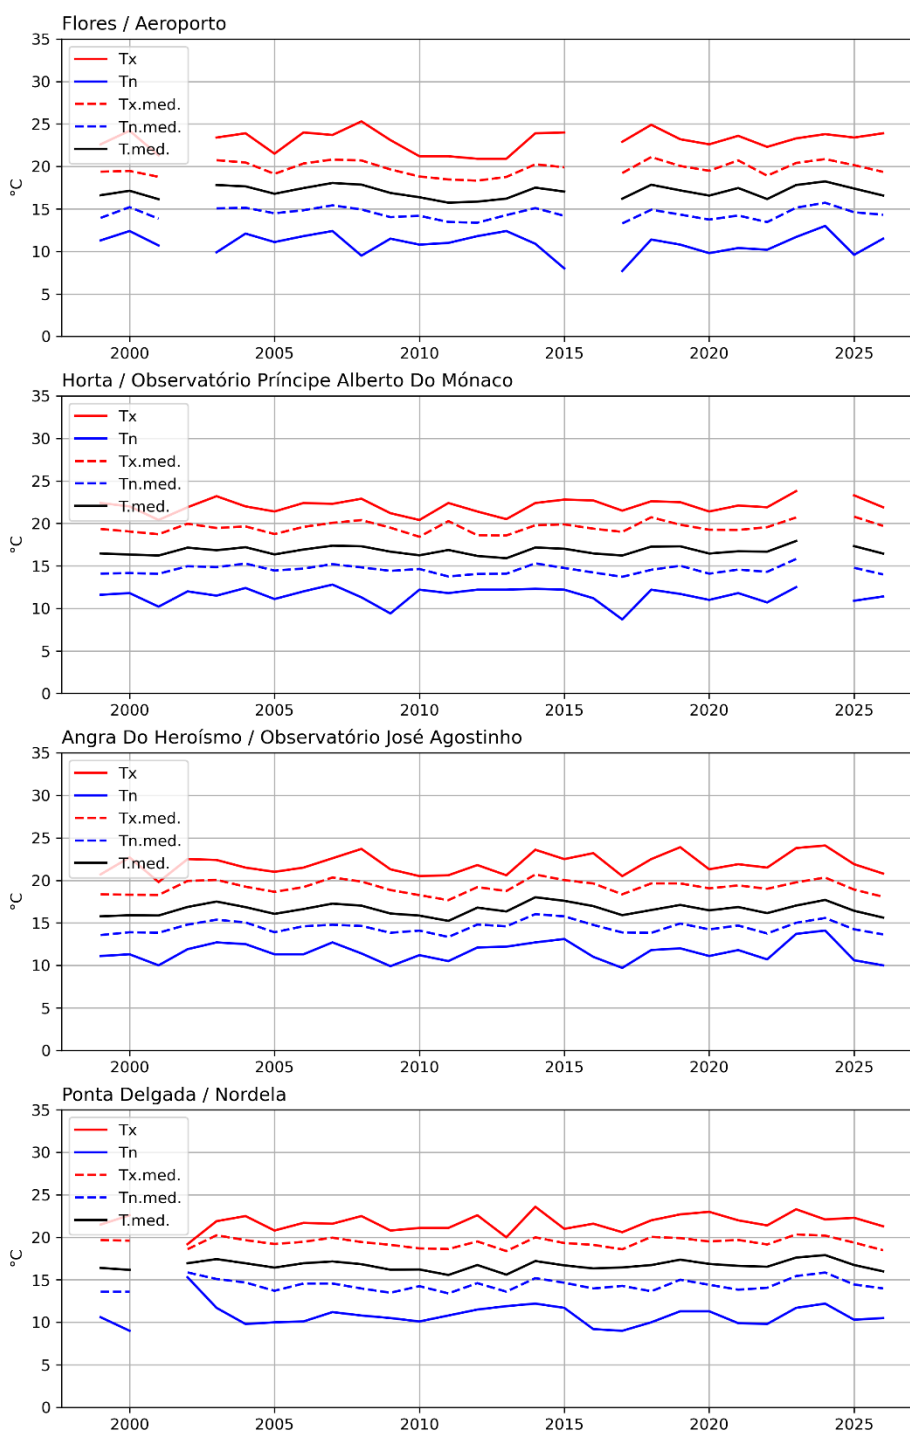 Flores / Aeroporto
35
30
25
20
15
10
5
0
°C
Tx
Tn
Tx.med.
Tn.med.
T.med.
2000 2005 2010 2015 2020 2025
Horta / Observatório Príncipe Alberto Do Mónaco
35
30
25
20
15
10
5
0
°C
Tx
Tn
Tx.med.
Tn.med.
T.med.
2000 2005 2010 2015 2020 2025
Angra Do Heroísmo / Observatório José Agostinho
35
30
25
20
15
10
5
0
°C
Tx
Tn
Tx.med.
Tn.med.
T.med.
2000 2005 2010 2015 2020 2025
Ponta Delgada / Nordela
35
30
25
20
15
10
5
0
°C
Tx
Tn
Tx.med.
Tn.med.
T.med.
2000 2005 2010 2015 2020 2025